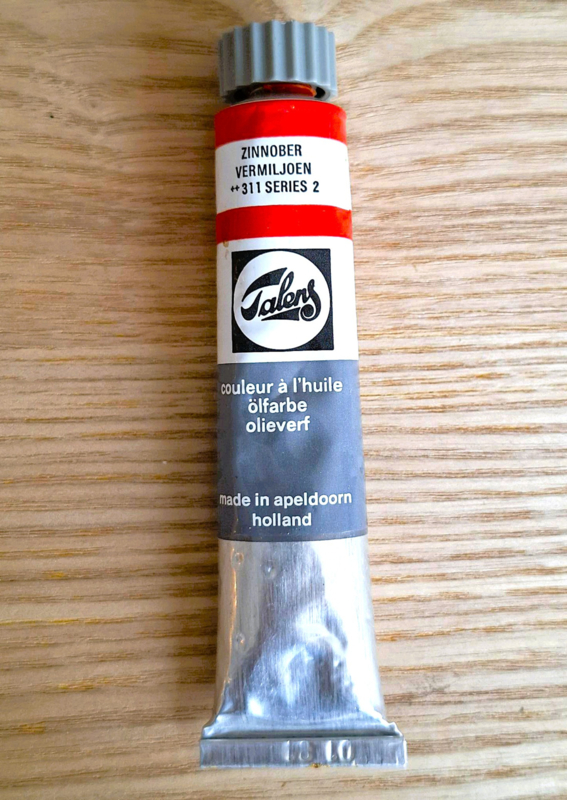 ZINNOBER
VERMILJOEN
++311 SERIES 2
Talens
couleur à l'huile
ölfarbe
olieverf
made in apeldoorn
holland